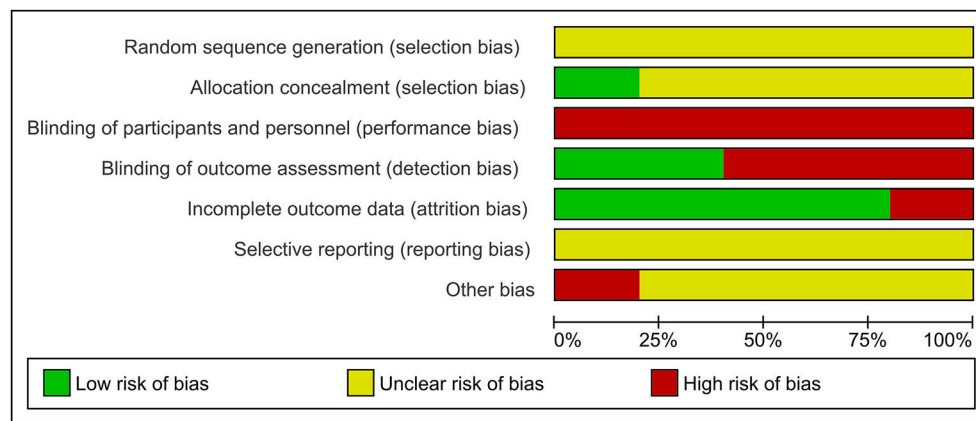 Random sequence generation (selection bias)
Allocation concealment (selection bias)
Blinding of participants and personnel (performance bias)
Blinding of outcome assessment (detection bias)
Incomplete outcome data (attrition bias)
Selective reporting (reporting bias)
Other bias
0% 25% 50% 75% 100%
Low risk of bias Unclear risk of bias High risk of bias